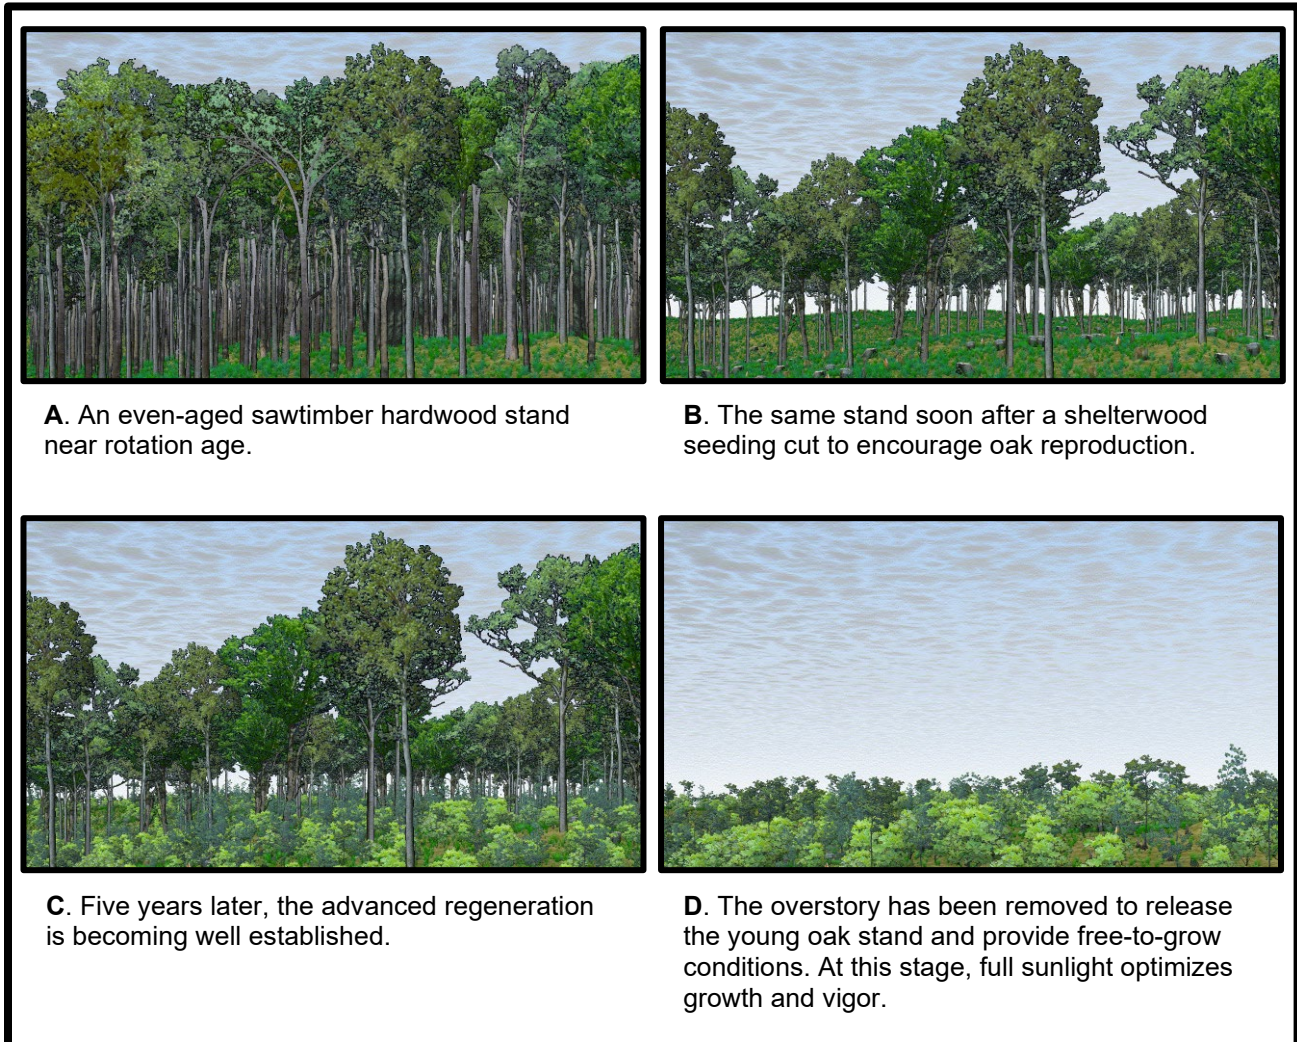 A. An even-aged sawtimber hardwood stand
near rotation age.
B. The same stand soon after a shelterwood
seeding cut to encourage oak reproduction.
C. Five years later, the advanced regeneration
is becoming well established.
D. The overstory has been removed to release
the young oak stand and provide free-to-grow
conditions. At this stage, full sunlight optimizes
growth and vigor.